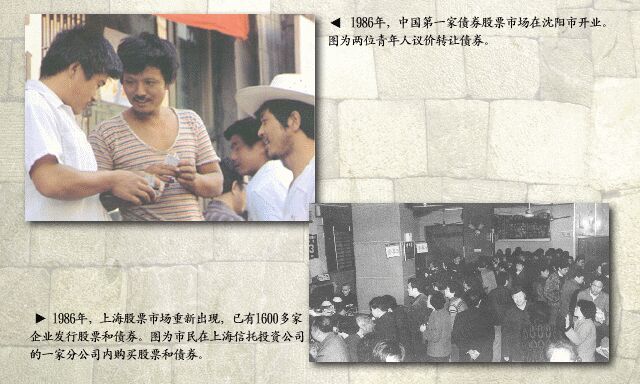 ◀ 1986年，中国第一家债券股票市场在沈阳市开业。
图为两位青年人议价转让债券。
▶ 1986年，上海股票市场重新出现，已有1600多家
企业发行股票和债券。图为市民在上海信托投资公司
的一家分公司内购买股票和债券。